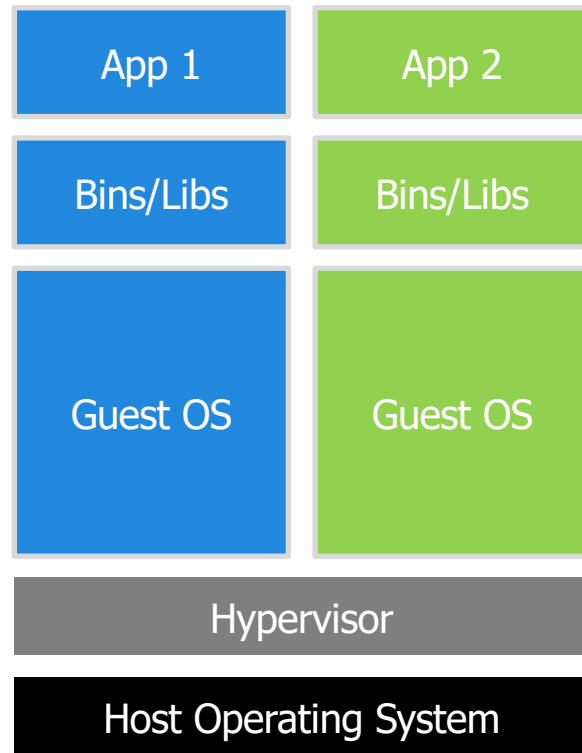 App 1
App 2
Bins/Libs
Bins/Libs
Guest OS
Guest OS
Hypervisor
Host Operating System